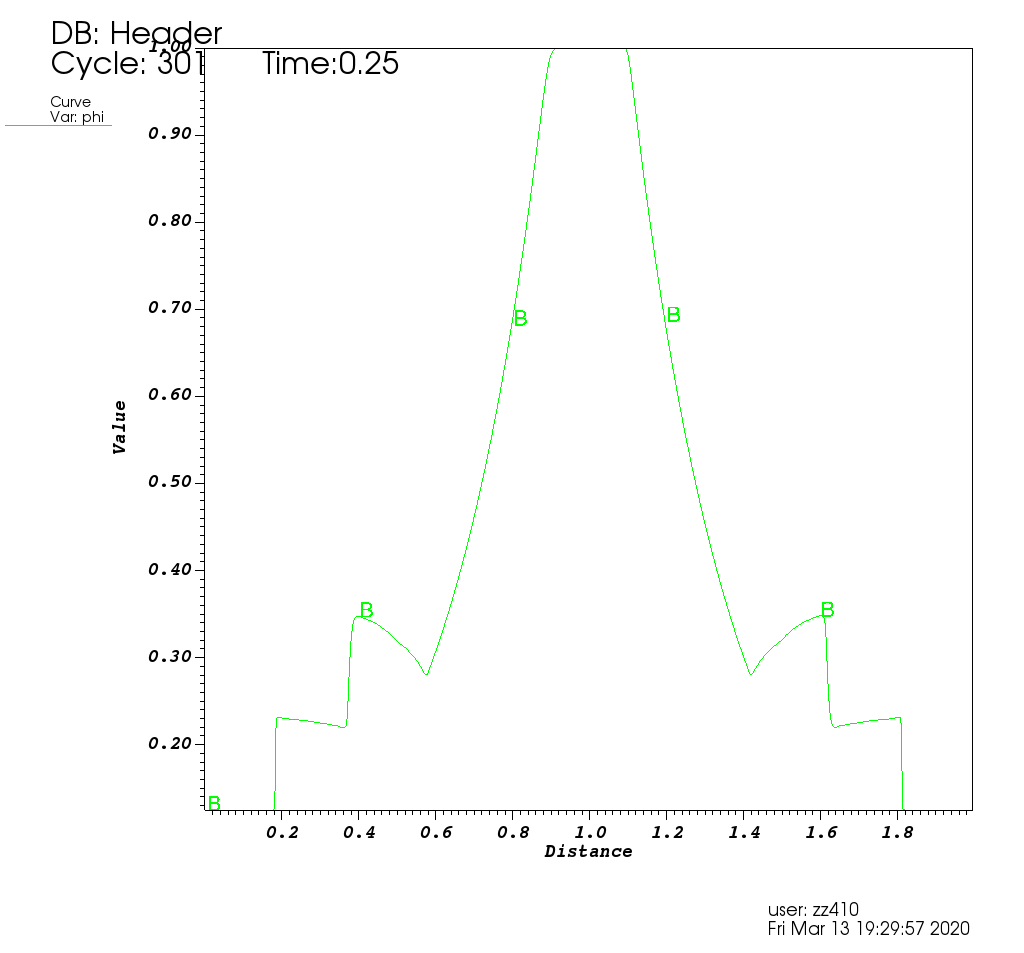 DB: Header
Cycle: 301 Time:0.25
Curve
Var: phi
1.00
0.90
0.80
0.70
0.60
0.50
0.40
0.30
0.20
Value
B
B
B
B
B
0.2 0.4 0.6 0.8 1.0 1.2 1.4 1.6 1.8
Distance
user: zz410
Fri Mar 13 19:29:57 2020